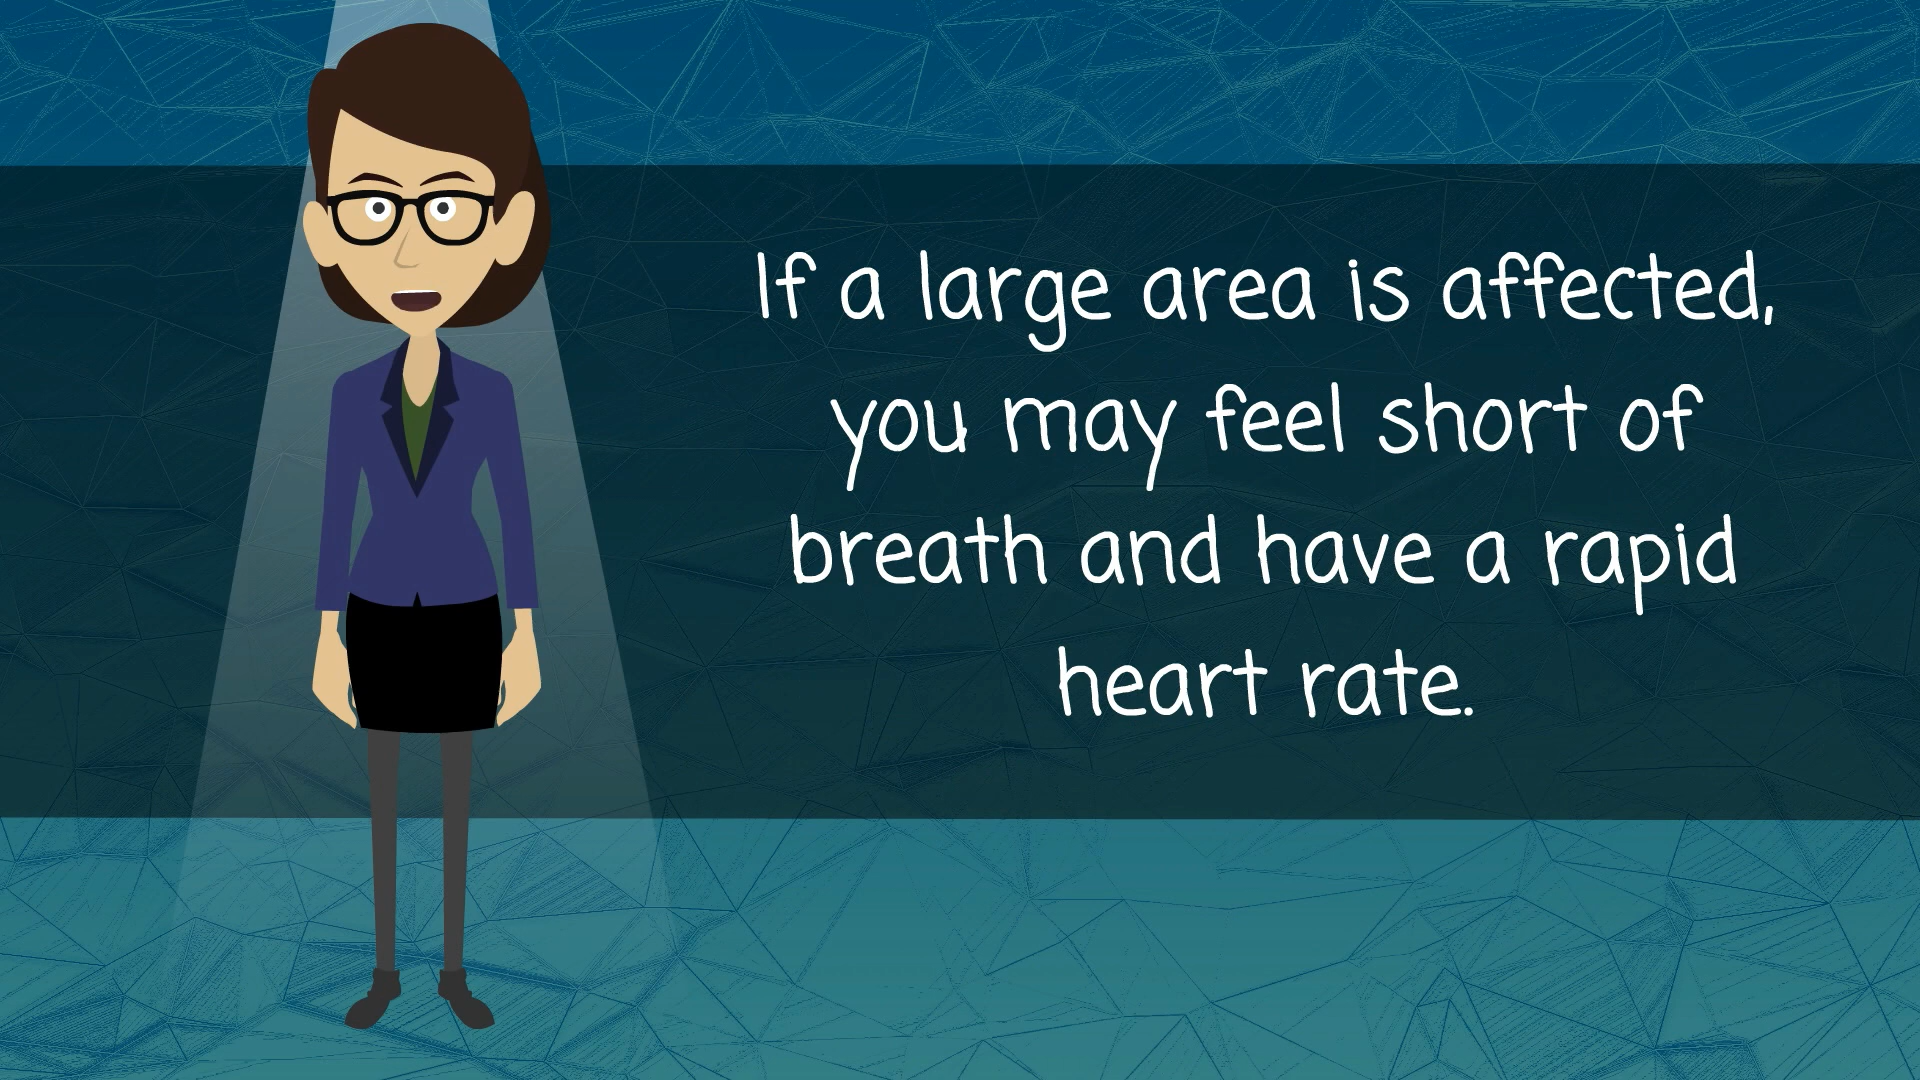 If a large area is affected,
you may feel short of
breath and have a rapid
heart rate.